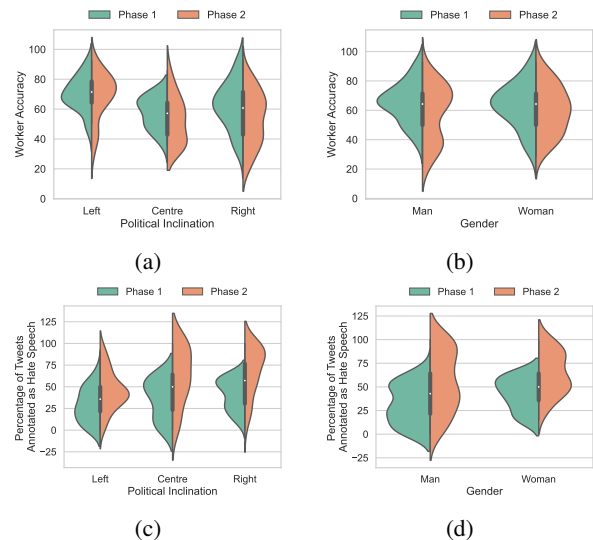 Phase 1 Phase 2
Phase 1 Phase 2
Worker Accuracy
100
80
60
40
20
0
Left Centre Right
Political Inclination
Worker Accuracy
100
80
60
40
20
0
Man Woman
Gender
(a)
(b)
Phase 1 Phase 2
Phase 1 Phase 2
Percentage of Tweets
Annotated as Hate Speech
125
100
75
50
25
0
−25
Left Centre Right
Political Inclination
Percentage of Tweets
Annotated as Hate Speech
125
100
75
50
25
0
−25
Man Woman
Gender
(c)
(d)